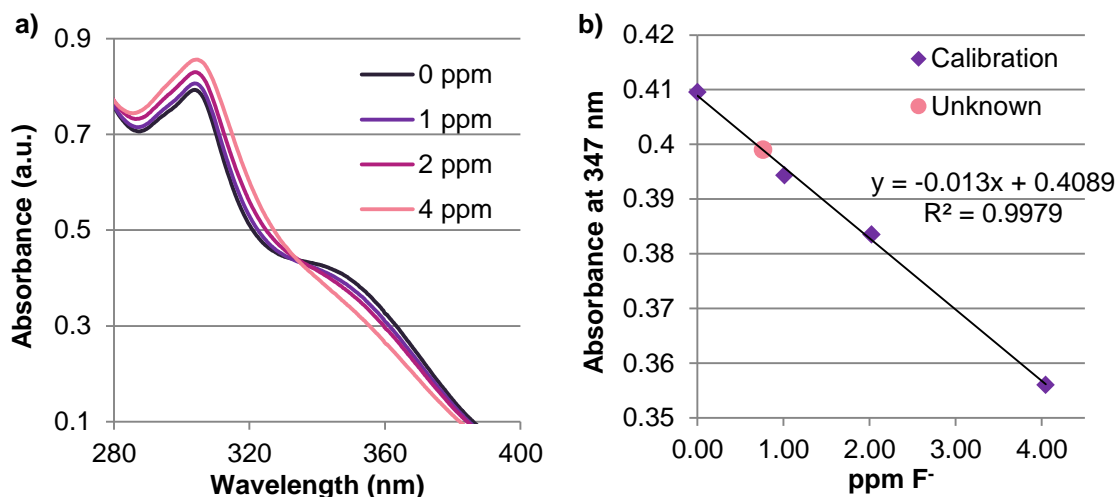 a)
0.9
0.7
0.5
0.3
0.1
Absorbance (a.u.)
280
320
360
400
Wavelength (nm)
0 ppm
1 ppm
2 ppm
4 ppm
b)
0.42
0.41
0.4
0.39
0.38
0.37
0.36
0.35
Absorbance at 347 nm
Calibration
Unknown
y = -0.013x + 0.4089
R² = 0.9979
0.00
1.00
2.00
3.00
4.00
ppm F⁻